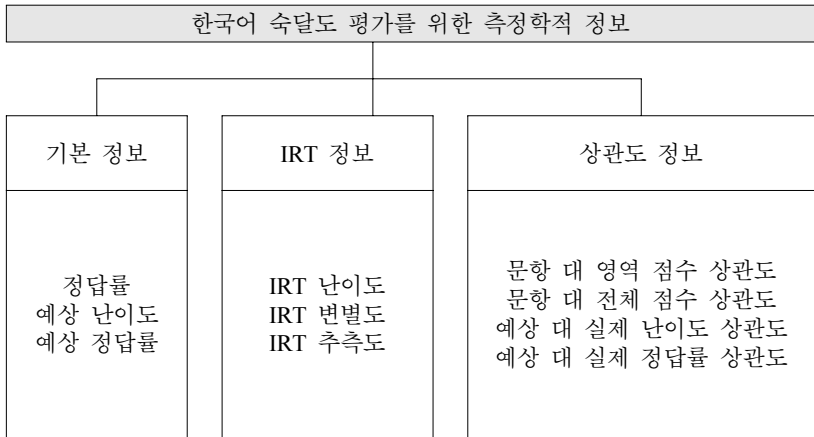 한국어 숙달도 평가를 위한 측정학적 정보
기본 정보
정답률
예상 난이도
예상 정답률
IRT 정보
IRT 난이도
IRT 변별도
IRT 추측도
상관도 정보
문항 대 영역 점수 상관도
문항 대 전체 점수 상관도
예상 대 실제 난이도 상관도
예상 대 실제 정답률 상관도